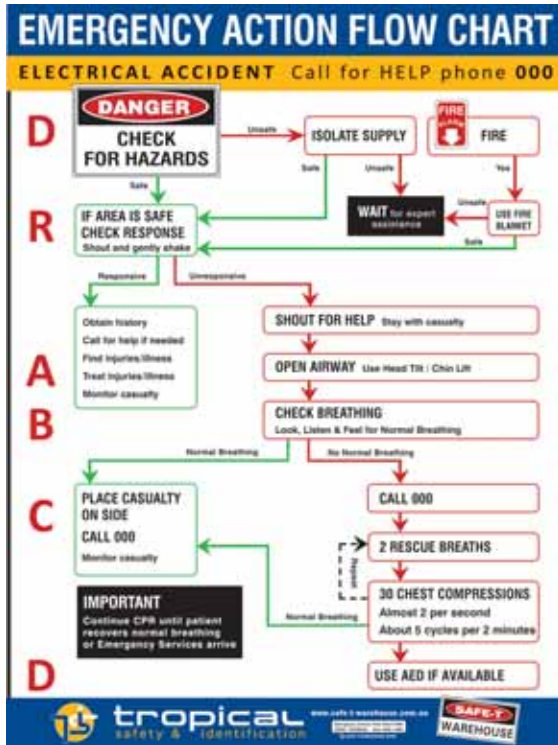 EMERGENCY ACTION FLOW CHART
ELECTRICAL ACCIDENT Call for HELP phone 000
D
DANGER
CHECK
FOR HAZARDS
Unsafe
ISOLATE SUPPLY
FIRE
FIRE
Safe
Safe
Unsafe
Yes
R
IF AREA IS SAFE
CHECK RESPONSE
Shout and gently shake
WAIT for expert
assistance
Unsafe
USE FIRE
BLANKET
Safe
Responsive
Unresponsive
A
Obtain history
Call for help if needed
Find injuries/illness
Treat injuries/illness
Monitor casualty
SHOUT FOR HELP Stay with casualty
OPEN AIRWAY Use Head Tilt / Chin Lift
B
CHECK BREATHING
Look, Listen & Feel for Normal Breathing
Normal Breathing
No Normal Breathing
C
PLACE CASUALTY
ON SIDE
CALL 000
Monitor casualty
CALL 000
2 RESCUE BREATHS
Repeat
30 CHEST COMPRESSIONS
Almost 2 per second
About 5 cycles per 2 minutes
Normal Breathing
IMPORTANT
Continue CPR until patient
recovers normal breathing
or Emergency Services arrive
D
USE AED IF AVAILABLE
tropical
safety & identification
www.safe-t-warehouse.com.au
SAFE-T
WAREHOUSE